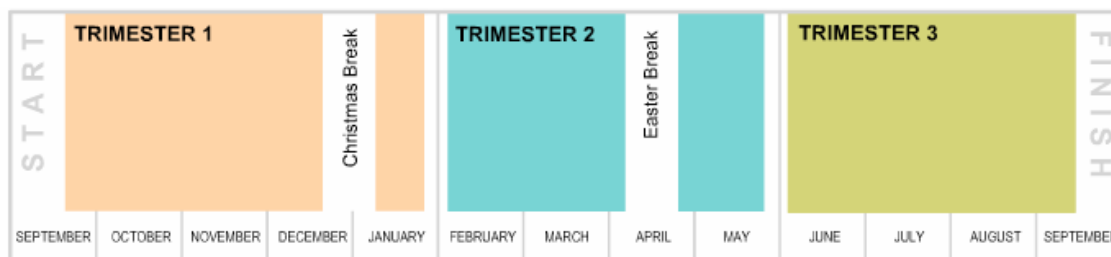 START
TRIMESTER 1
Christmas Break
TRIMESTER 2
Easter Break
TRIMESTER 3
FINISH
SEPTEMBER OCTOBER NOVEMBER DECEMBER JANUARY FEBRUARY MARCH APRIL MAY JUNE JULY AUGUST SEPTEMBER